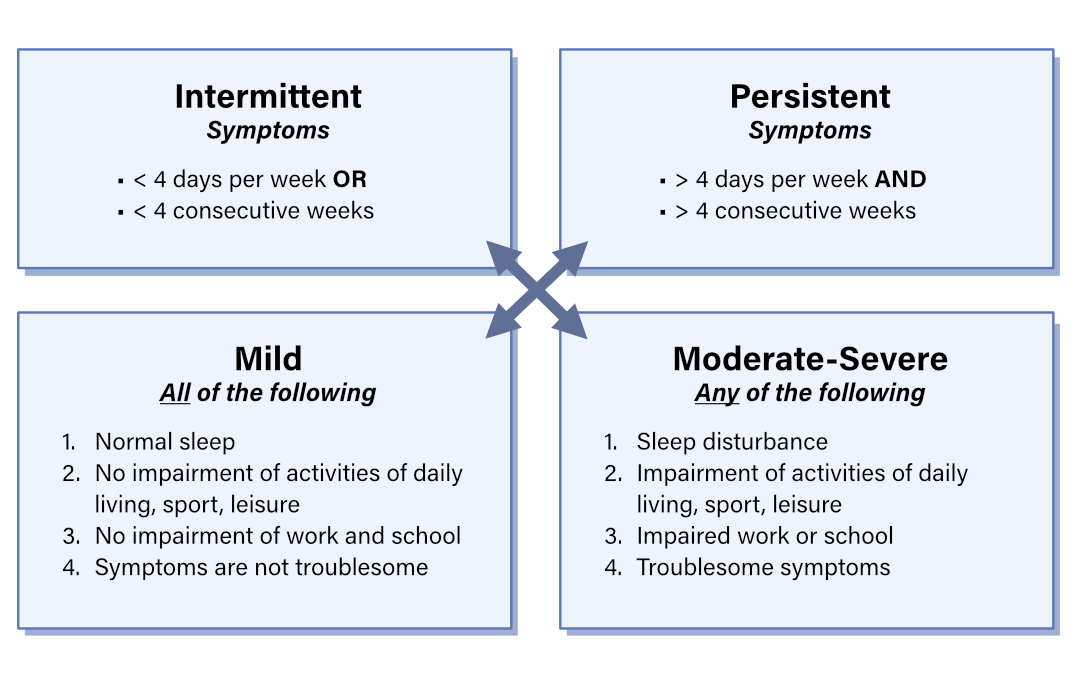 Intermittent
Symptoms
▪ < 4 days per week OR
▪ < 4 consecutive weeks
Persistent
Symptoms
▪ > 4 days per week AND
▪ > 4 consecutive weeks
Mild
All of the following
1. Normal sleep
2. No impairment of activities of daily
living, sport, leisure
3. No impairment of work and school
4. Symptoms are not troublesome
Moderate-Severe
Any of the following
1. Sleep disturbance
2. Impairment of activities of daily
living, sport, leisure
3. Impaired work or school
4. Troublesome symptoms